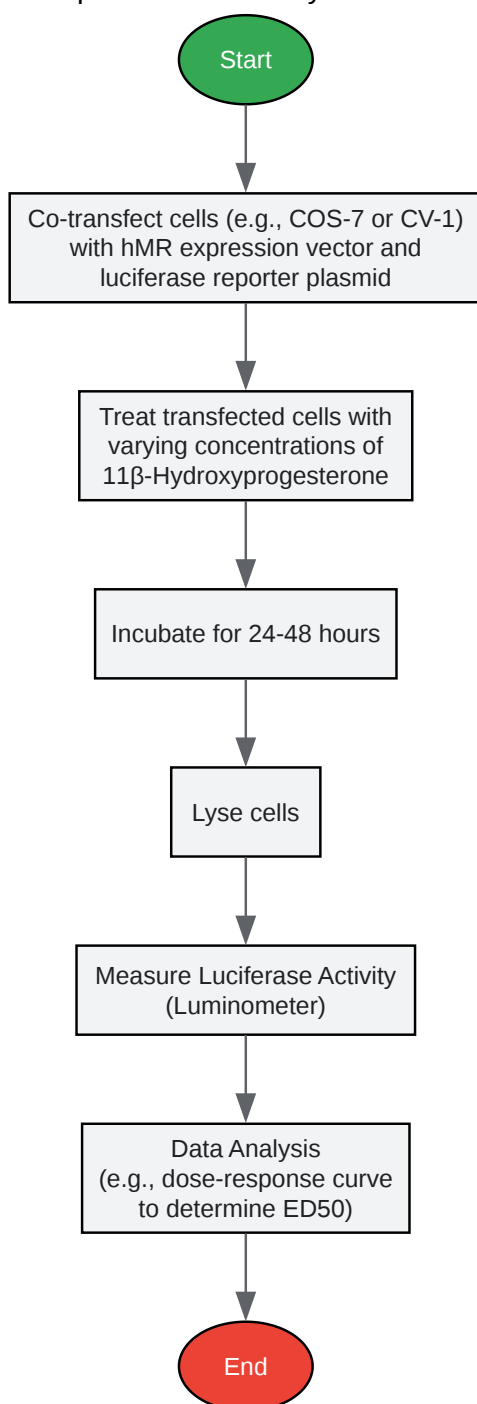 Start
Co-transfect cells (e.g., COS-7 or CV-1)
with hMR expression vector and
luciferase reporter plasmid
Treat transfected cells with
varying concentrations of
11β-Hydroxyprogesterone
Incubate for 24-48 hours
Lyse cells
Measure Luciferase Activity
(Luminometer)
Data Analysis
(e.g., dose-response curve
to determine ED50)
End